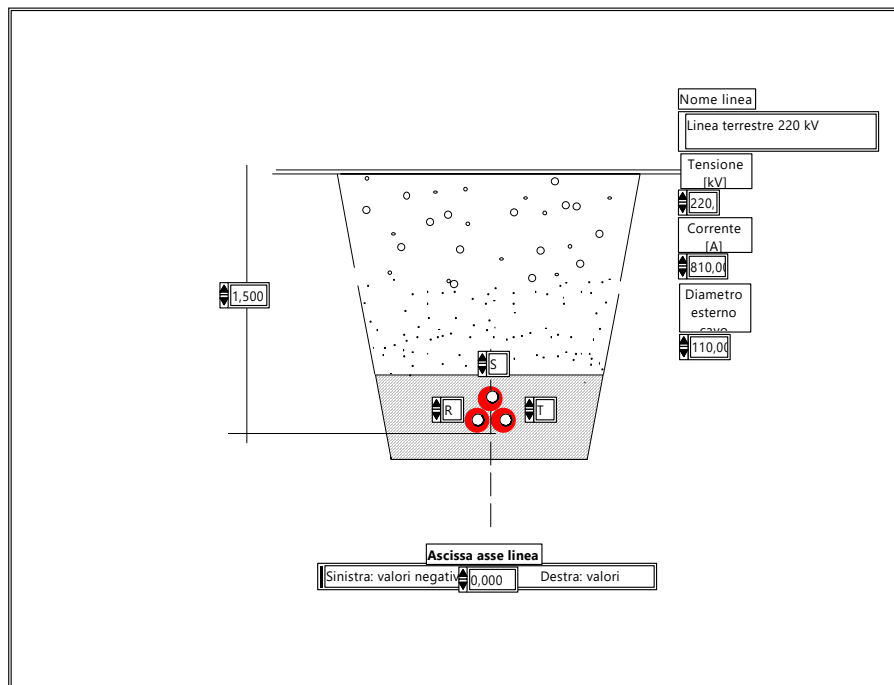 Nome linea
Linea terrestre 220 kV
Tensione
[kV]
220,
Corrente
[A]
810,00
Diametro
esterno
cavo
110,00
1,500
S
R
T
Ascissa asse linea
Sinistra: valori negativ
0,000
Destra: valori